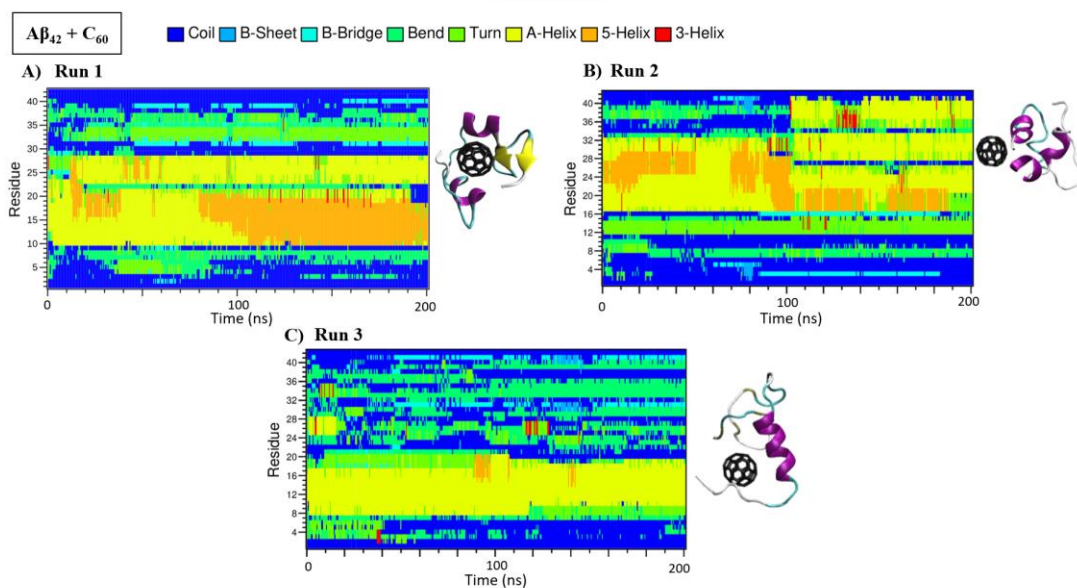 Aβ42 + C60
Coil B-Sheet B-Bridge Bend Turn A-Helix 5-Helix 3-Helix
A) Run 1
B) Run 2
40
35
30
25
20
15
10
5
Residue
0 100 200
Time (ns)
40
36
32
28
24
20
16
12
8
4
Residue
0 100 200
Time (ns)
C) Run 3
40
36
32
28
24
20
16
12
8
4
Residue
0 100 200
Time (ns)